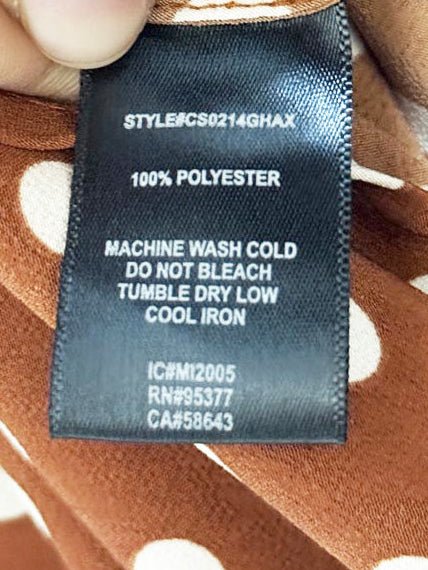 STYLE#CS0214GHAX
100% POLYESTER
MACHINE WASH COLD
DO NOT BLEACH
TUMBLE DRY LOW
COOL IRON
IC#MI2005
RN#95377
CA#58643